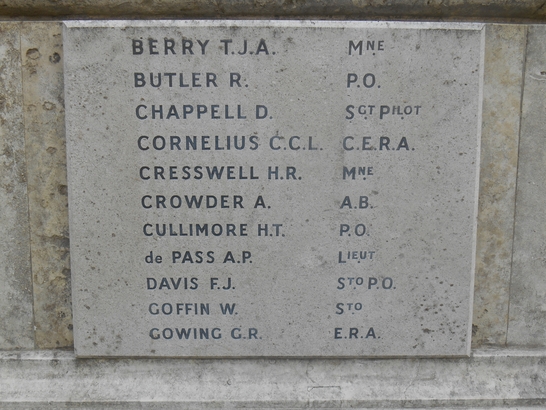 BERRY T.J.A. MNE
BUTLER R. P.O.
CHAPPELL D. SGT PILOT
CORNELIUS C.C.L. C.E.R.A.
CRESSWELL H.R. MNE
CROWDER A. A.B.
CULLIMORE H.T. P.O.
de PASS A.P. LIEUT
DAVIS F.J. STO P.O.
GOFFIN W. STO
GOWING G.R. E.R.A.